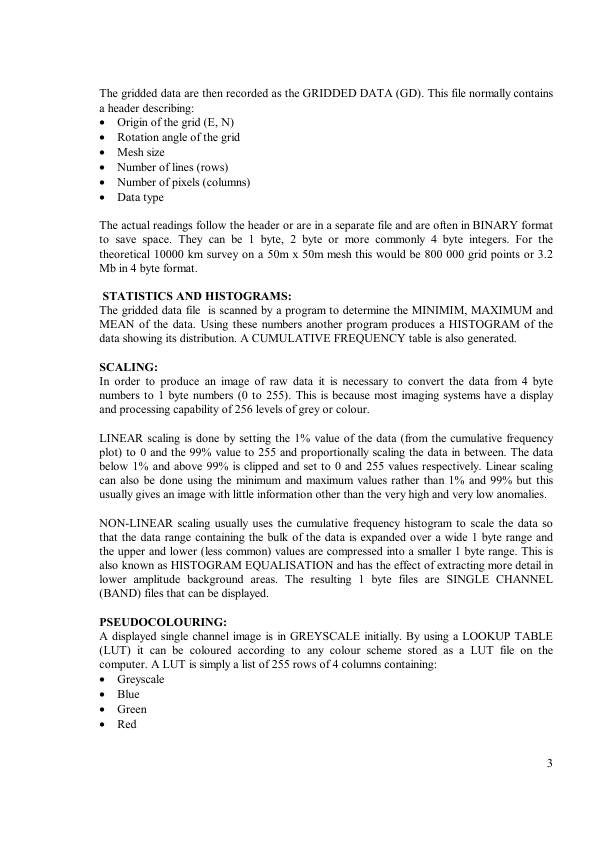 The gridded data are then recorded as the GRIDDED DATA (GD). This file normally contains
a header describing:
• Origin of the grid (E, N)
• Rotation angle of the grid
• Mesh size
• Number of lines (rows)
• Number of pixels (columns)
• Data type
The actual readings follow the header or are in a separate file and are often in BINARY format
to save space. They can be 1 byte, 2 byte or more commonly 4 byte integers. For the
theoretical 10000 km survey on a 50m x 50m mesh this would be 800 000 grid points or 3.2
Mb in 4 byte format.
STATISTICS AND HISTOGRAMS:
The gridded data file is scanned by a program to determine the MINIMIM, MAXIMUM and
MEAN of the data. Using these numbers another program produces a HISTOGRAM of the
data showing its distribution. A CUMULATIVE FREQUENCY table is also generated.
SCALING:
In order to produce an image of raw data it is necessary to convert the data from 4 byte
numbers to 1 byte numbers (0 to 255). This is because most imaging systems have a display
and processing capability of 256 levels of grey or colour.
LINEAR scaling is done by setting the 1% value of the data (from the cumulative frequency
plot) to 0 and the 99% value to 255 and proportionally scaling the data in between. The data
below 1% and above 99% is clipped and set to 0 and 255 values respectively. Linear scaling
can also be done using the minimum and maximum values rather than 1% and 99% but this
usually gives an image with little information other than the very high and very low anomalies.
NON-LINEAR scaling usually uses the cumulative frequency histogram to scale the data so
that the data range containing the bulk of the data is expanded over a wide 1 byte range and
the upper and lower (less common) values are compressed into a smaller 1 byte range. This is
also known as HISTOGRAM EQUALISATION and has the effect of extracting more detail in
lower amplitude background areas. The resulting 1 byte files are SINGLE CHANNEL
(BAND) files that can be displayed.
PSEUDOCOLOURING:
A displayed single channel image is in GREYSCALE initially. By using a LOOKUP TABLE
(LUT) it can be coloured according to any colour scheme stored as a LUT file on the
computer. A LUT is simply a list of 255 rows of 4 columns containing:
• Greyscale
• Blue
• Green
• Red
3